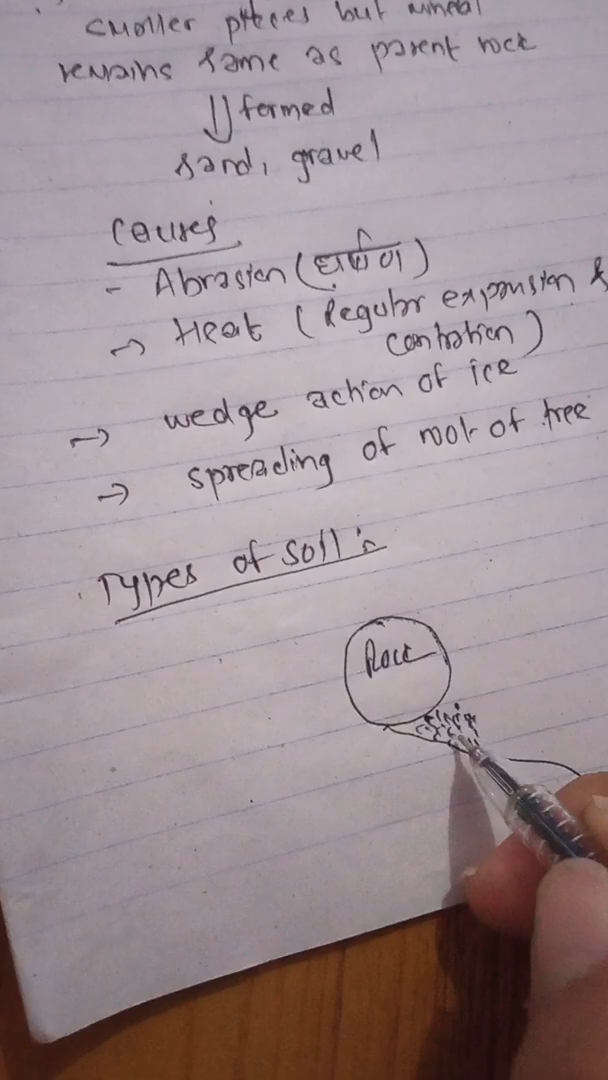 smaller pieces but
remains same as parent rock
⇓ formed
sand, gravel
Causes
- Abrasion (घर्षण)
→ Heat (Regular expansion &
contration)
→ wedge action of ice
→ spreading of root of tree
Types of soil :-
Rock